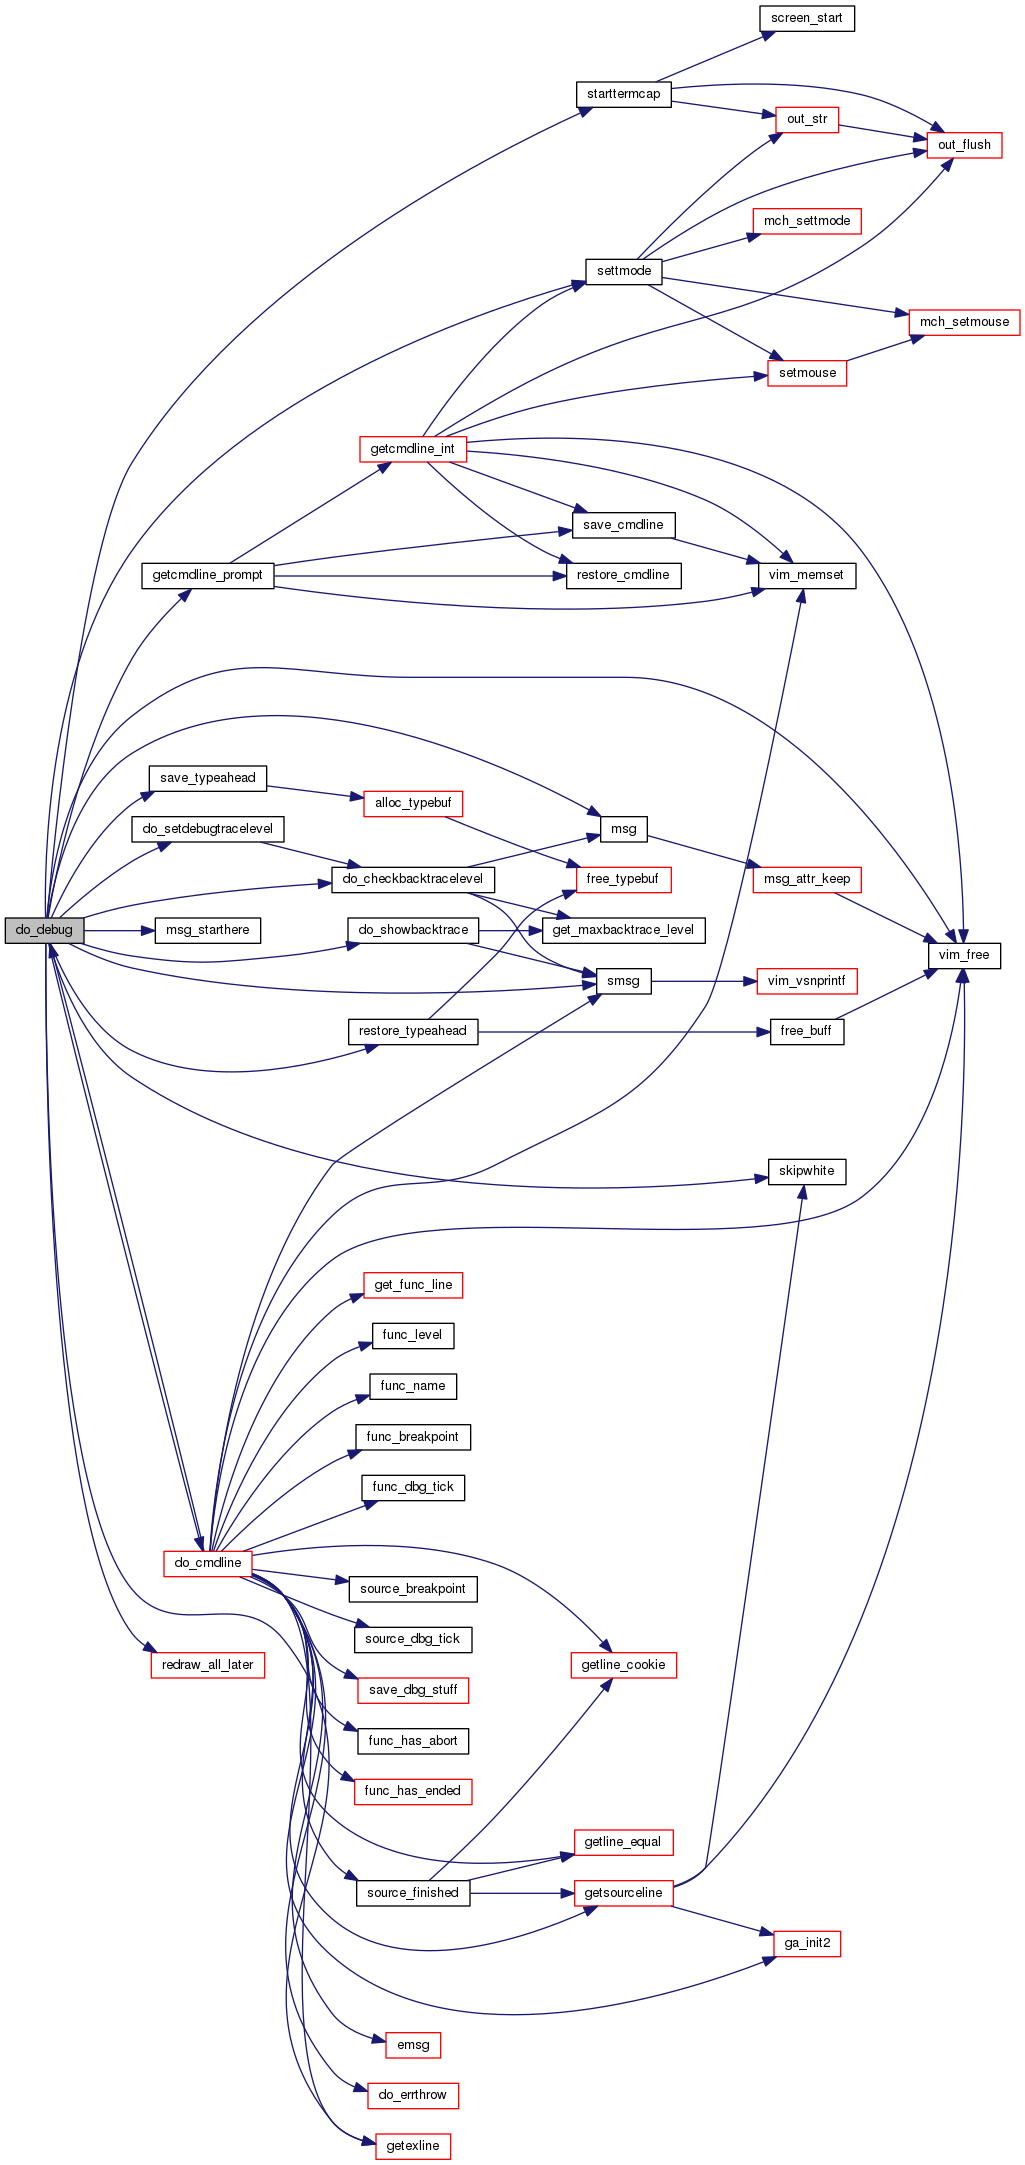 screen_start
starttermcap
out_str
out_flush
mch_settmode
settmode
mch_setmouse
setmouse
getcmdline_int
save_cmdline
getcmdline_prompt
restore_cmdline
vim_memset
save_typeahead
alloc_typebuf
do_setdebugtracelevel
msg
do_checkbacktracelevel
free_typebuf
msg_attr_keep
do_debug
msg_starthere
do_showbacktrace
get_maxbacktrace_level
vim_free
smsg
vim_vsnprintf
restore_typeahead
free_buff
skipwhite
get_func_line
func_level
func_name
func_breakpoint
func_dbg_tick
do_cmdline
source_breakpoint
source_dbg_tick
redraw_all_later
getline_cookie
save_dbg_stuff
func_has_abort
func_has_ended
getline_equal
source_finished
getsourceline
ga_init2
emsg
do_errthrow
getexline